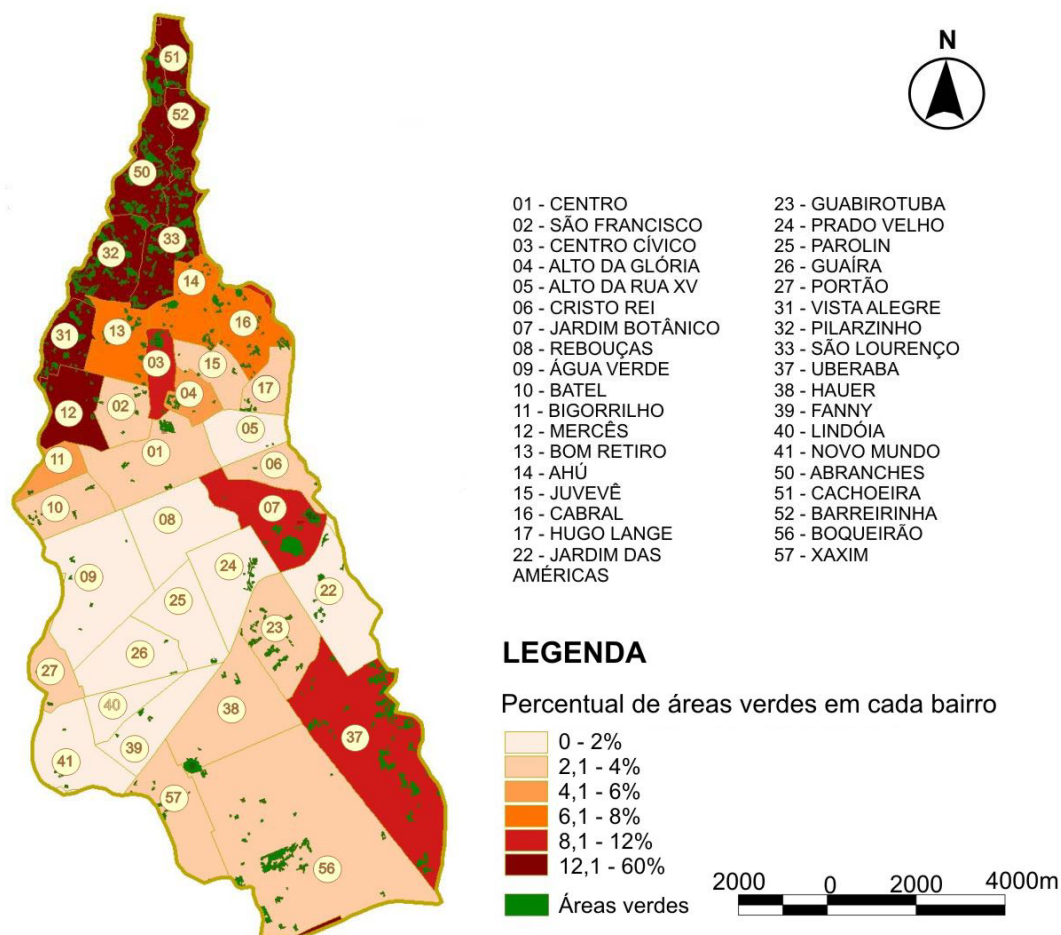 N
51
52
50
33
32
14
31
13
16
03
15
04
17
12
02
05
01
11
06
10
07
08
24
09
22
25
23
26
27
40
38
37
39
41
57
56
01 - CENTRO
02 - SÃO FRANCISCO
03 - CENTRO CÍVICO
04 - ALTO DA GLÓRIA
05 - ALTO DA RUA XV
06 - CRISTO REI
07 - JARDIM BOTÂNICO
08 - REBOUÇAS
09 - ÁGUA VERDE
10 - BATEL
11 - BIGORRILHO
12 - MERCÊS
13 - BOM RETIRO
14 - AHÚ
15 - JUVEVÊ
16 - CABRAL
17 - HUGO LANGE
22 - JARDIM DAS
AMÉRICAS
23 - GUABIROTUBA
24 - PRADO VELHO
25 - PAROLIN
26 - GUAÍRA
27 - PORTÃO
31 - VISTA ALEGRE
32 - PILARZINHO
33 - SÃO LOURENÇO
37 - UBERABA
38 - HAUER
39 - FANNY
40 - LINDÓIA
41 - NOVO MUNDO
50 - ABRANCHES
51 - CACHOEIRA
52 - BARREIRINHA
56 - BOQUEIRÃO
57 - XAXIM
LEGENDA
Percentual de áreas verdes em cada bairro
0 - 2%
2,1 - 4%
4,1 - 6%
6,1 - 8%
8,1 - 12%
12,1 - 60%
Áreas verdes
2000 0 2000 4000m